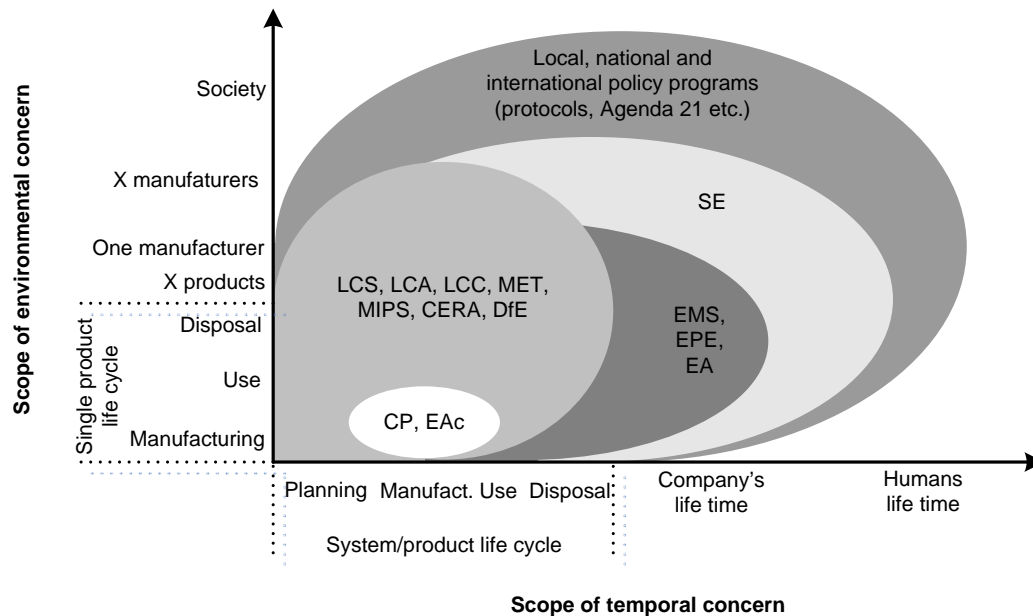 Scope of environmental concern
Society
X manufaturers
One manufacturer
X products
Disposal
Use
Manufacturing
Single product
life cycle
Local, national and
international policy programs
(protocols, Agenda 21 etc.)
SE
LCS, LCA, LCC, MET,
MIPS, CERA, DfE
EMS,
EPE,
EA
CP, EAc
Planning Manufact. Use Disposal
Company's
life time
Humans
life time
System/product life cycle
Scope of temporal concern